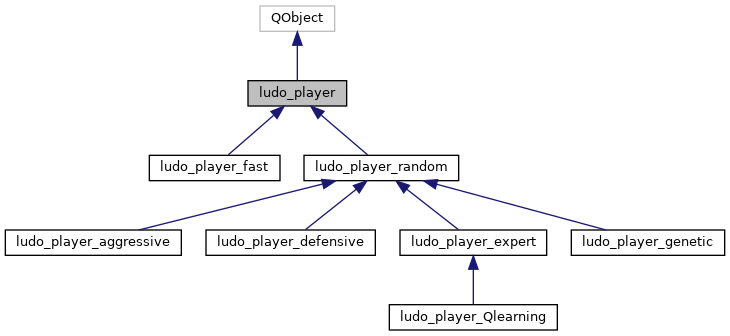 QObject
ludo_player
ludo_player_fast
ludo_player_random
ludo_player_aggressive
ludo_player_defensive
ludo_player_expert
ludo_player_genetic
ludo_player_Qlearning